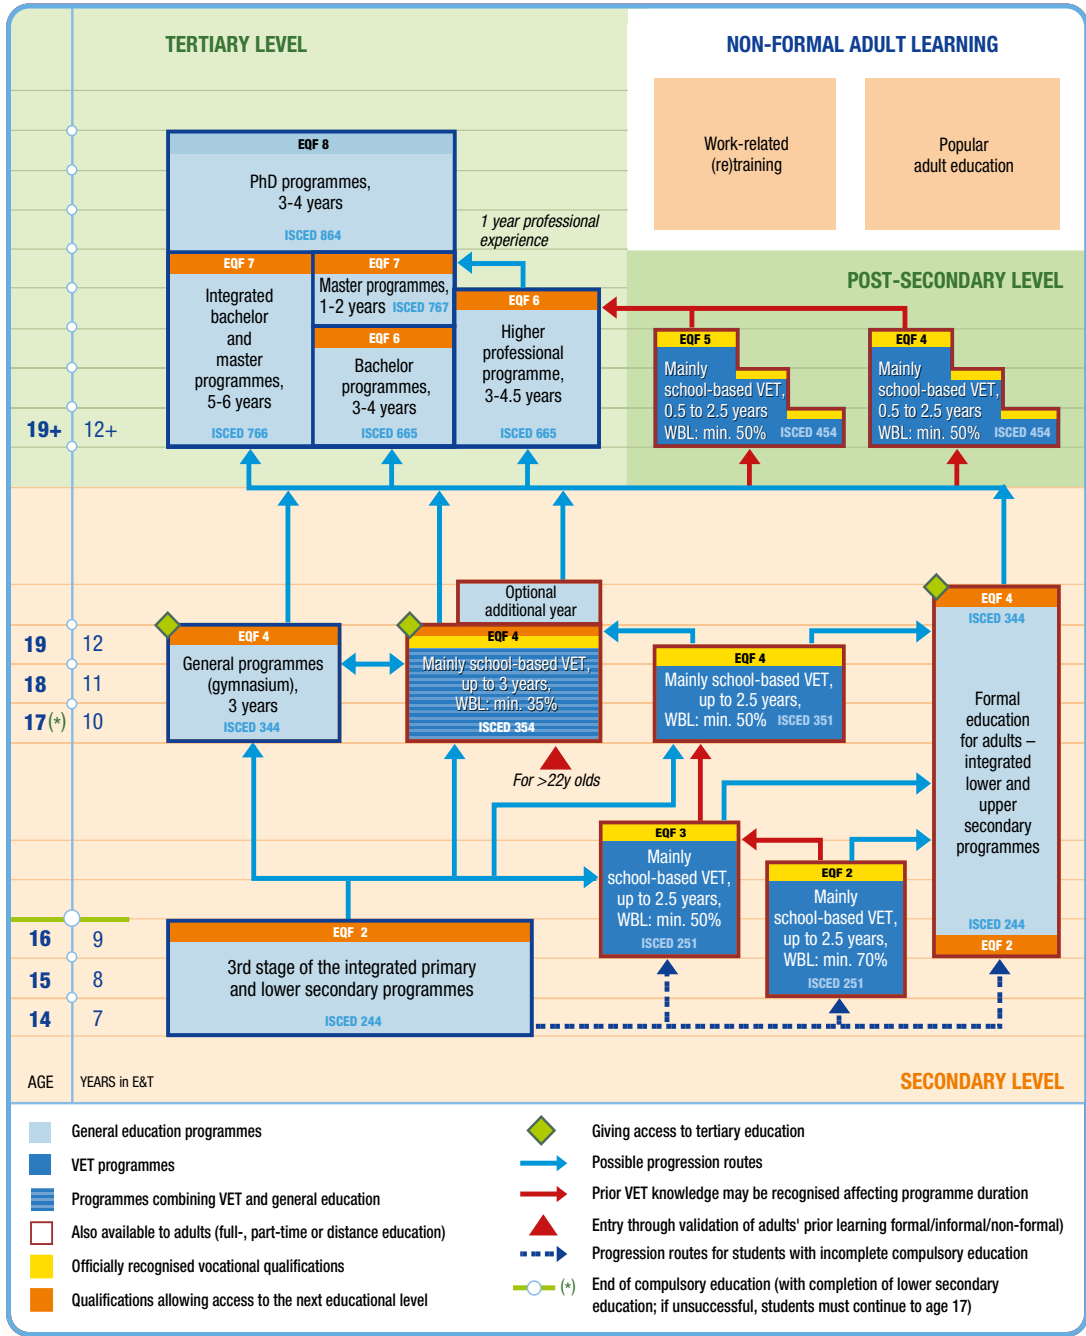 TERTIARY LEVEL
NON-FORMAL ADULT LEARNING
Work-related
(re)training
Popular
adult education
EQF 8
PhD programmes,
3-4 years
ISCED 864
1 year professional
experience
POST-SECONDARY LEVEL
EQF 7
Integrated
bachelor
and
master
programmes,
5-6 years
ISCED 766
EQF 7
Master programmes,
1-2 years ISCED 767
EQF 6
Bachelor
programmes,
3-4 years
ISCED 665
EQF 6
Higher
professional
programme,
3-4.5 years
ISCED 665
EQF 5
Mainly
school-based VET,
0.5 to 2.5 years
WBL: min. 50% ISCED 454
EQF 4
Mainly
school-based VET,
0.5 to 2.5 years
WBL: min. 50% ISCED 454
19+ 12+
Optional
additional year
EQF 4
General programmes
(gymnasium),
3 years
ISCED 344
EQF 4
Mainly school-based VET,
up to 3 years,
WBL: min. 35%
ISCED 354
For >22y olds
EQF 4
Mainly school-based VET,
up to 2.5 years,
WBL: min. 50% ISCED 351
EQF 4
ISCED 344
Formal
education
for adults –
integrated
lower and
upper
secondary
programmes
ISCED 244
EQF 2
19 12
18 11
17(*) 10
EQF 3
Mainly
school-based VET,
up to 2.5 years,
WBL: min. 50%
ISCED 251
EQF 2
Mainly
school-based VET,
up to 2.5 years,
WBL: min. 70%
ISCED 251
EQF 2
3rd stage of the integrated primary
and lower secondary programmes
ISCED 244
16 9
15 8
14 7
AGE YEARS in E&T
SECONDARY LEVEL
General education programmes
VET programmes
Programmes combining VET and general education
Also available to adults (full-, part-time or distance education)
Officially recognised vocational qualifications
Qualifications allowing access to the next educational level
Giving access to tertiary education
Possible progression routes
Prior VET knowledge may be recognised affecting programme duration
Entry through validation of adults' prior learning formal/informal/non-formal)
Progression routes for students with incomplete compulsory education
(*) End of compulsory education (with completion of lower secondary
education; if unsuccessful, students must continue to age 17)